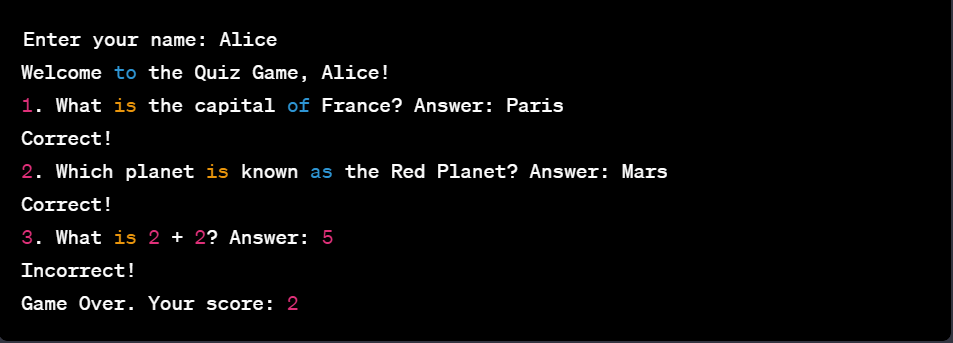 Enter your name: Alice
Welcome to the Quiz Game, Alice!
1. What is the capital of France? Answer: Paris
Correct!
2. Which planet is known as the Red Planet? Answer: Mars
Correct!
3. What is 2 + 2? Answer: 5
Incorrect!
Game Over. Your score: 2